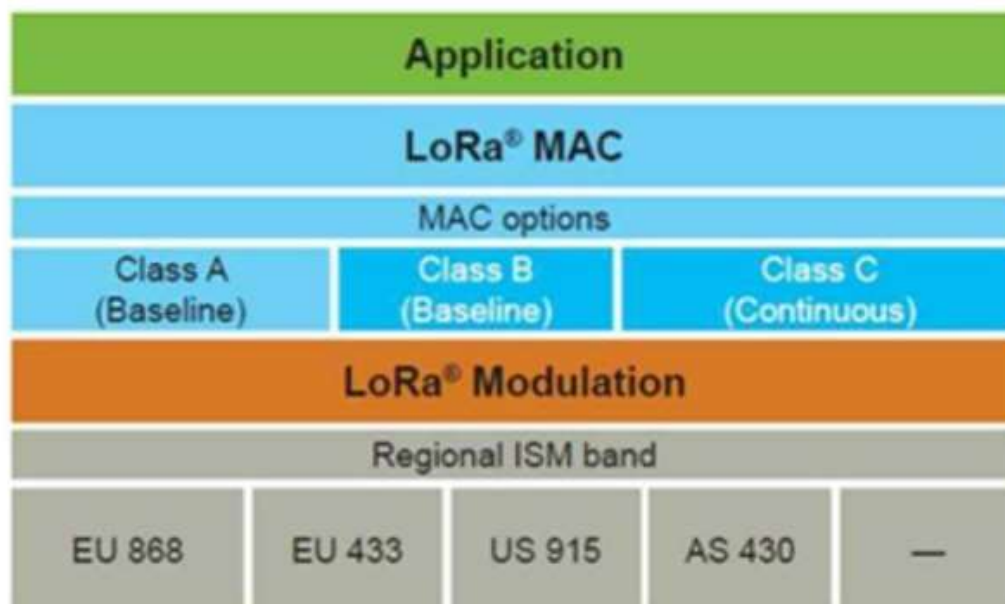 Application
LoRa® MAC
MAC options
Class A
(Baseline)
Class B
(Baseline)
Class C
(Continuous)
LoRa® Modulation
Regional ISM band
EU 868
EU 433
US 915
AS 430
—